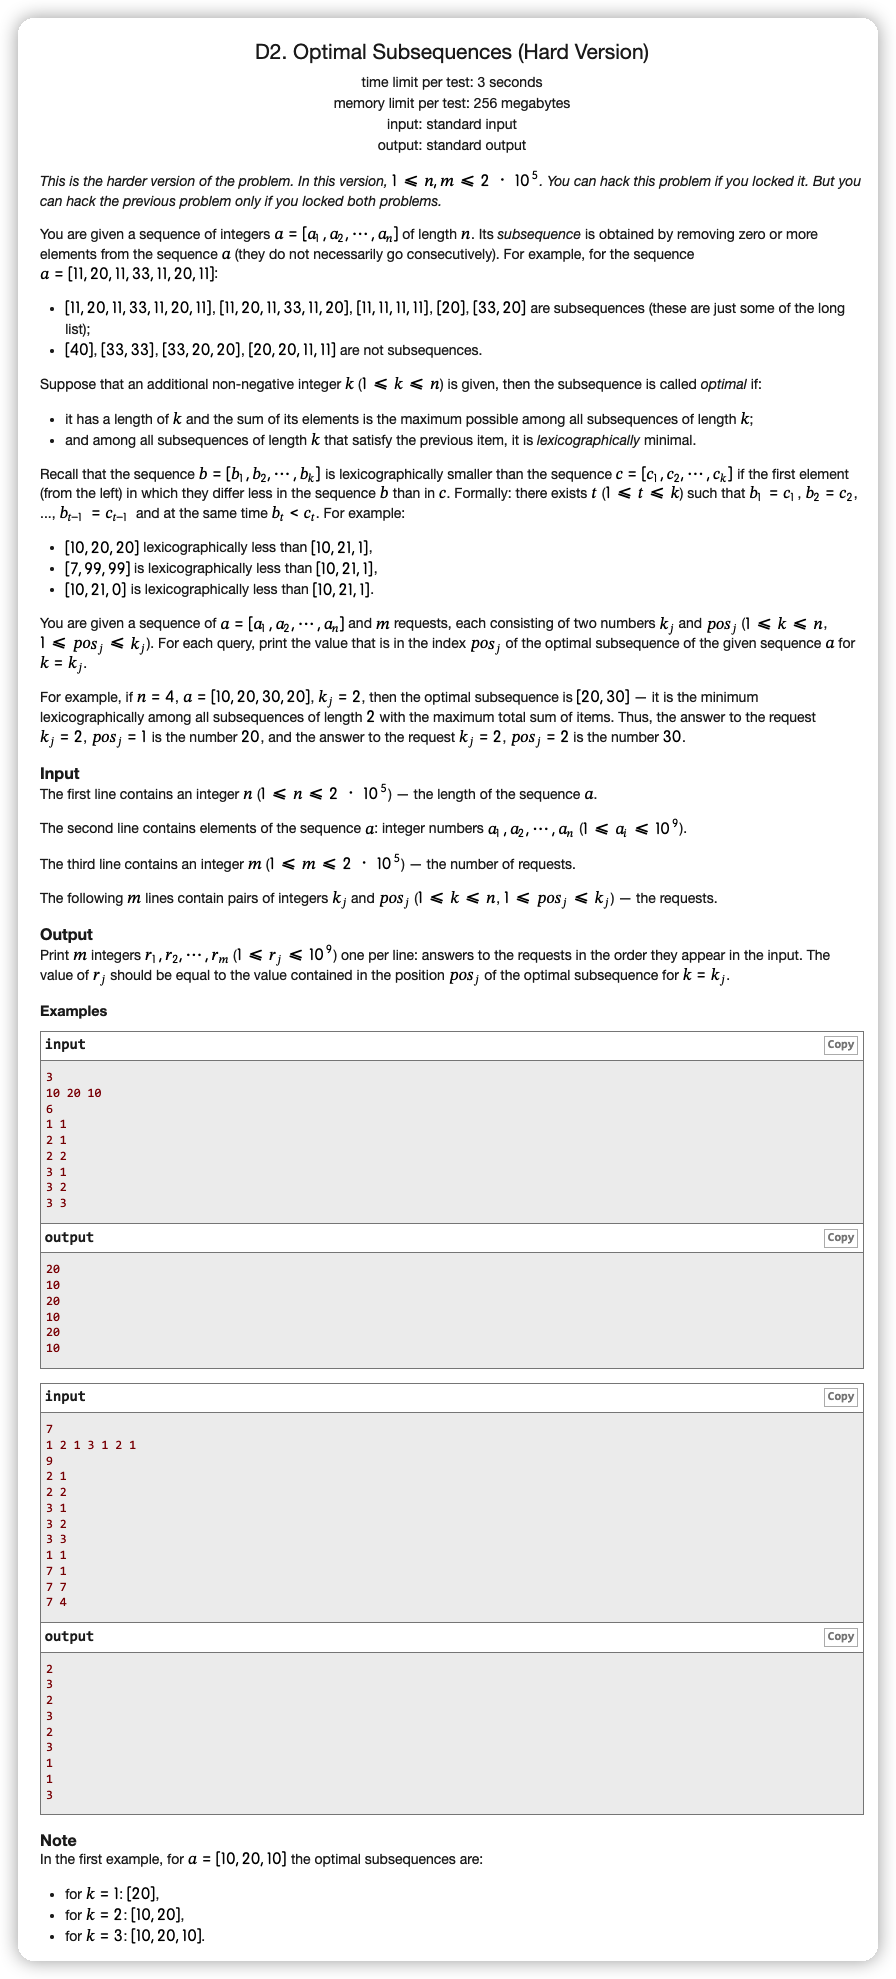 D2. Optimal Subsequences (Hard Version)
time limit per test: 3 seconds
memory limit per test: 256 megabytes
input: standard input
output: standard output
This is the harder version of the problem. In this version, 1 ⩽ n, m ⩽ 2 · 10^5. You can hack this problem if you locked it. But you
can hack the previous problem only if you locked both problems.
You are given a sequence of integers a = [a_1, a_2, ⋯, a_n] of length n. Its subsequence is obtained by removing zero or more
elements from the sequence a (they do not necessarily go consecutively). For example, for the sequence
a = [11, 20, 11, 33, 11, 20, 11]:
• [11, 20, 11, 33, 11, 20, 11], [11, 20, 11, 33, 11, 20], [11, 11, 11, 11], [20], [33, 20] are subsequences (these are just some of the long
list);
• [40], [33, 33], [33, 20, 20], [20, 20, 11, 11] are not subsequences.
Suppose that an additional non-negative integer k (1 ⩽ k ⩽ n) is given, then the subsequence is called optimal if:
• it has a length of k and the sum of its elements is the maximum possible among all subsequences of length k;
• and among all subsequences of length k that satisfy the previous item, it is lexicographically minimal.
Recall that the sequence b = [b_1, b_2, ⋯, b_k] is lexicographically smaller than the sequence c = [c_1, c_2, ⋯, c_k] if the first element
(from the left) in which they differ less in the sequence b than in c. Formally: there exists t (1 ⩽ t ⩽ k) such that b_1 = c_1, b_2 = c_2,
..., b_{t−1} = c_{t−1} and at the same time b_t < c_t. For example:
• [10, 20, 20] lexicographically less than [10, 21, 1],
• [7, 99, 99] is lexicographically less than [10, 21, 1],
• [10, 21, 0] is lexicographically less than [10, 21, 1].
You are given a sequence of a = [a_1, a_2, ⋯, a_n] and m requests, each consisting of two numbers k_j and pos_j (1 ⩽ k ⩽ n,
1 ⩽ pos_j ⩽ k_j). For each query, print the value that is in the index pos_j of the optimal subsequence of the given sequence a for
k = k_j.
For example, if n = 4, a = [10, 20, 30, 20], k_j = 2, then the optimal subsequence is [20, 30] — it is the minimum
lexicographically among all subsequences of length 2 with the maximum total sum of items. Thus, the answer to the request
k_j = 2, pos_j = 1 is the number 20, and the answer to the request k_j = 2, pos_j = 2 is the number 30.
Input
The first line contains an integer n (1 ⩽ n ⩽ 2 · 10^5) — the length of the sequence a.
The second line contains elements of the sequence a: integer numbers a_1, a_2, ⋯, a_n (1 ⩽ a_i ⩽ 10^9).
The third line contains an integer m (1 ⩽ m ⩽ 2 · 10^5) — the number of requests.
The following m lines contain pairs of integers k_j and pos_j (1 ⩽ k ⩽ n, 1 ⩽ pos_j ⩽ k_j) — the requests.
Output
Print m integers r_1, r_2, ⋯, r_m (1 ⩽ r_j ⩽ 10^9) one per line: answers to the requests in the order they appear in the input. The
value of r_j should be equal to the value contained in the position pos_j of the optimal subsequence for k = k_j.
Examples
input Copy
3
10 20 10
6
1 1
2 1
2 2
3 1
3 2
3 3
output Copy
20
10
20
10
20
10
input Copy
7
1 2 1 3 1 2 1
9
2 1
2 2
3 1
3 2
3 3
1 1
7 1
7 7
7 4
output Copy
2
3
2
3
2
3
1
1
3
Note
In the first example, for a = [10, 20, 10] the optimal subsequences are:
• for k = 1: [20],
• for k = 2: [10, 20],
• for k = 3: [10, 20, 10].